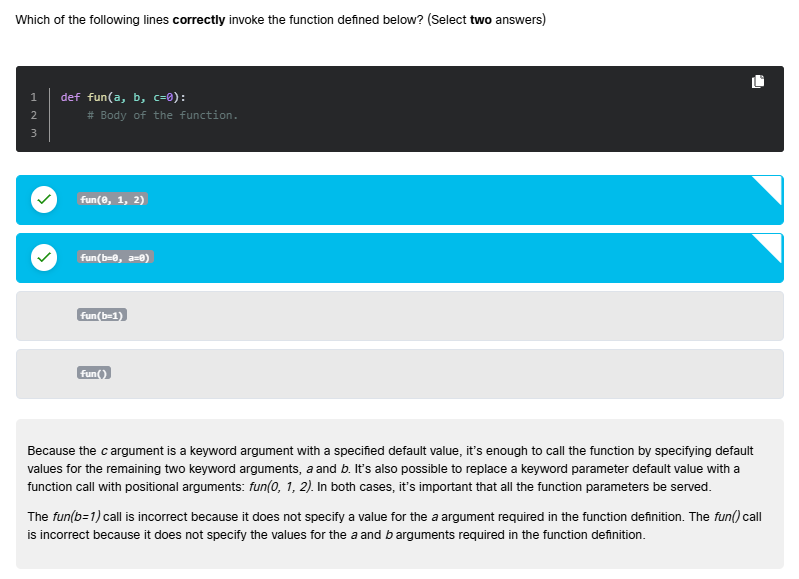 Which of the following lines correctly invoke the function defined below? (Select two answers)
1 def fun(a, b, c=0):
2 # Body of the function.
3
fun(0, 1, 2)
fun(b=0, a=0)
fun(b=1)
fun()
Because the c argument is a keyword argument with a specified default value, it's enough to call the function by specifying default
values for the remaining two keyword arguments, a and b. It's also possible to replace a keyword parameter default value with a
function call with positional arguments: fun(0, 1, 2). In both cases, it's important that all the function parameters be served.
The fun(b=1) call is incorrect because it does not specify a value for the a argument required in the function definition. The fun() call
is incorrect because it does not specify the values for the a and b arguments required in the function definition.